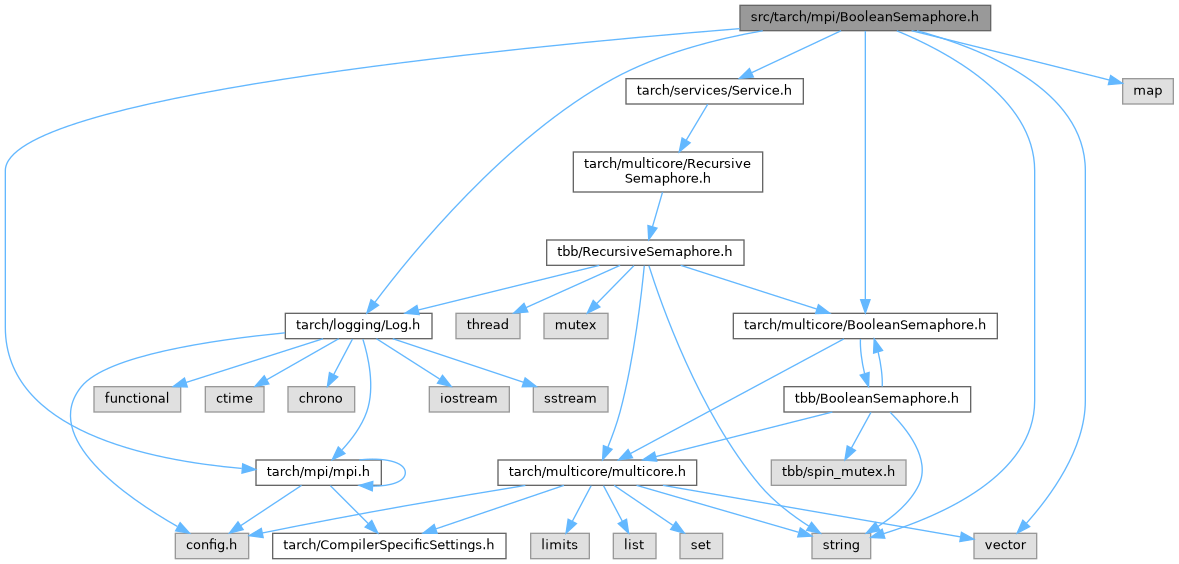 src/tarch/mpi/BooleanSemaphore.h
tarch/services/Service.h
map
tarch/multicore/Recursive
Semaphore.h
tbb/RecursiveSemaphore.h
tarch/logging/Log.h
thread
mutex
tarch/multicore/BooleanSemaphore.h
functional
ctime
chrono
iostream
sstream
tbb/BooleanSemaphore.h
tarch/mpi/mpi.h
tarch/multicore/multicore.h
tbb/spin_mutex.h
config.h
tarch/CompilerSpecificSettings.h
limits
list
set
string
vector